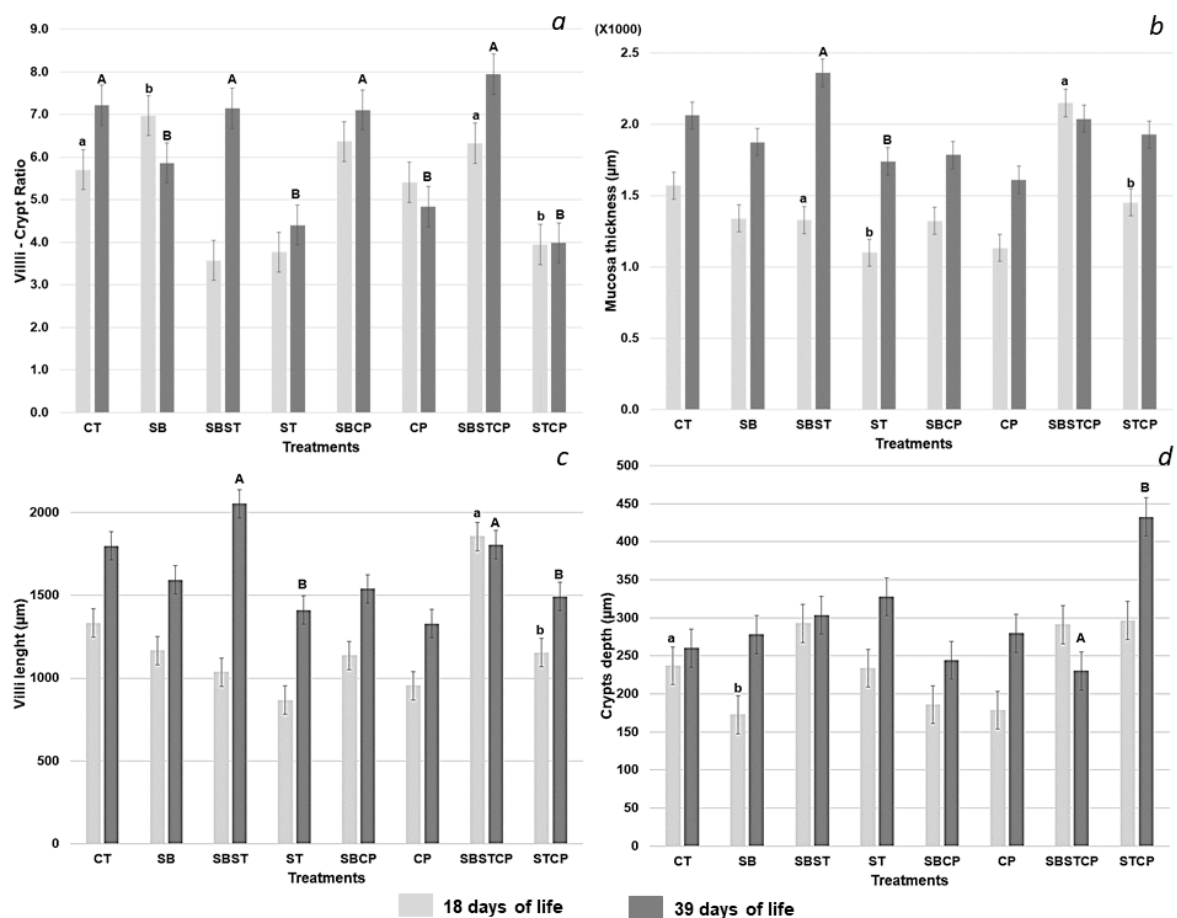 a
9.0
8.0
7.0
6.0
5.0
4.0
3.0
2.0
1.0
0.0
Villli - Crypt Ratio
a A
b B
A
B
A
B
a A
b B
CT SB SBST ST SBCP CP SBSTCP STCP
Treatments
b
(X1000)
2.5
2.0
1.5
1.0
0.5
0.0
Mucosa thickness (µm)
a A
b B
a
b
CT SB SBST ST SBCP CP SBSTCP STCP
Treatments
c
2000
1500
1000
500
0
Villi lenght (µm)
A
B
a A
b B
CT SB SBST ST SBCP CP SBSTCP STCP
Treatments
d
500
450
400
350
300
250
200
150
100
50
0
Crypts depth (µm)
a
b
A
B
CT SB SBST ST SBCP CP SBSTCP STCP
Treatments
18 days of life 39 days of life